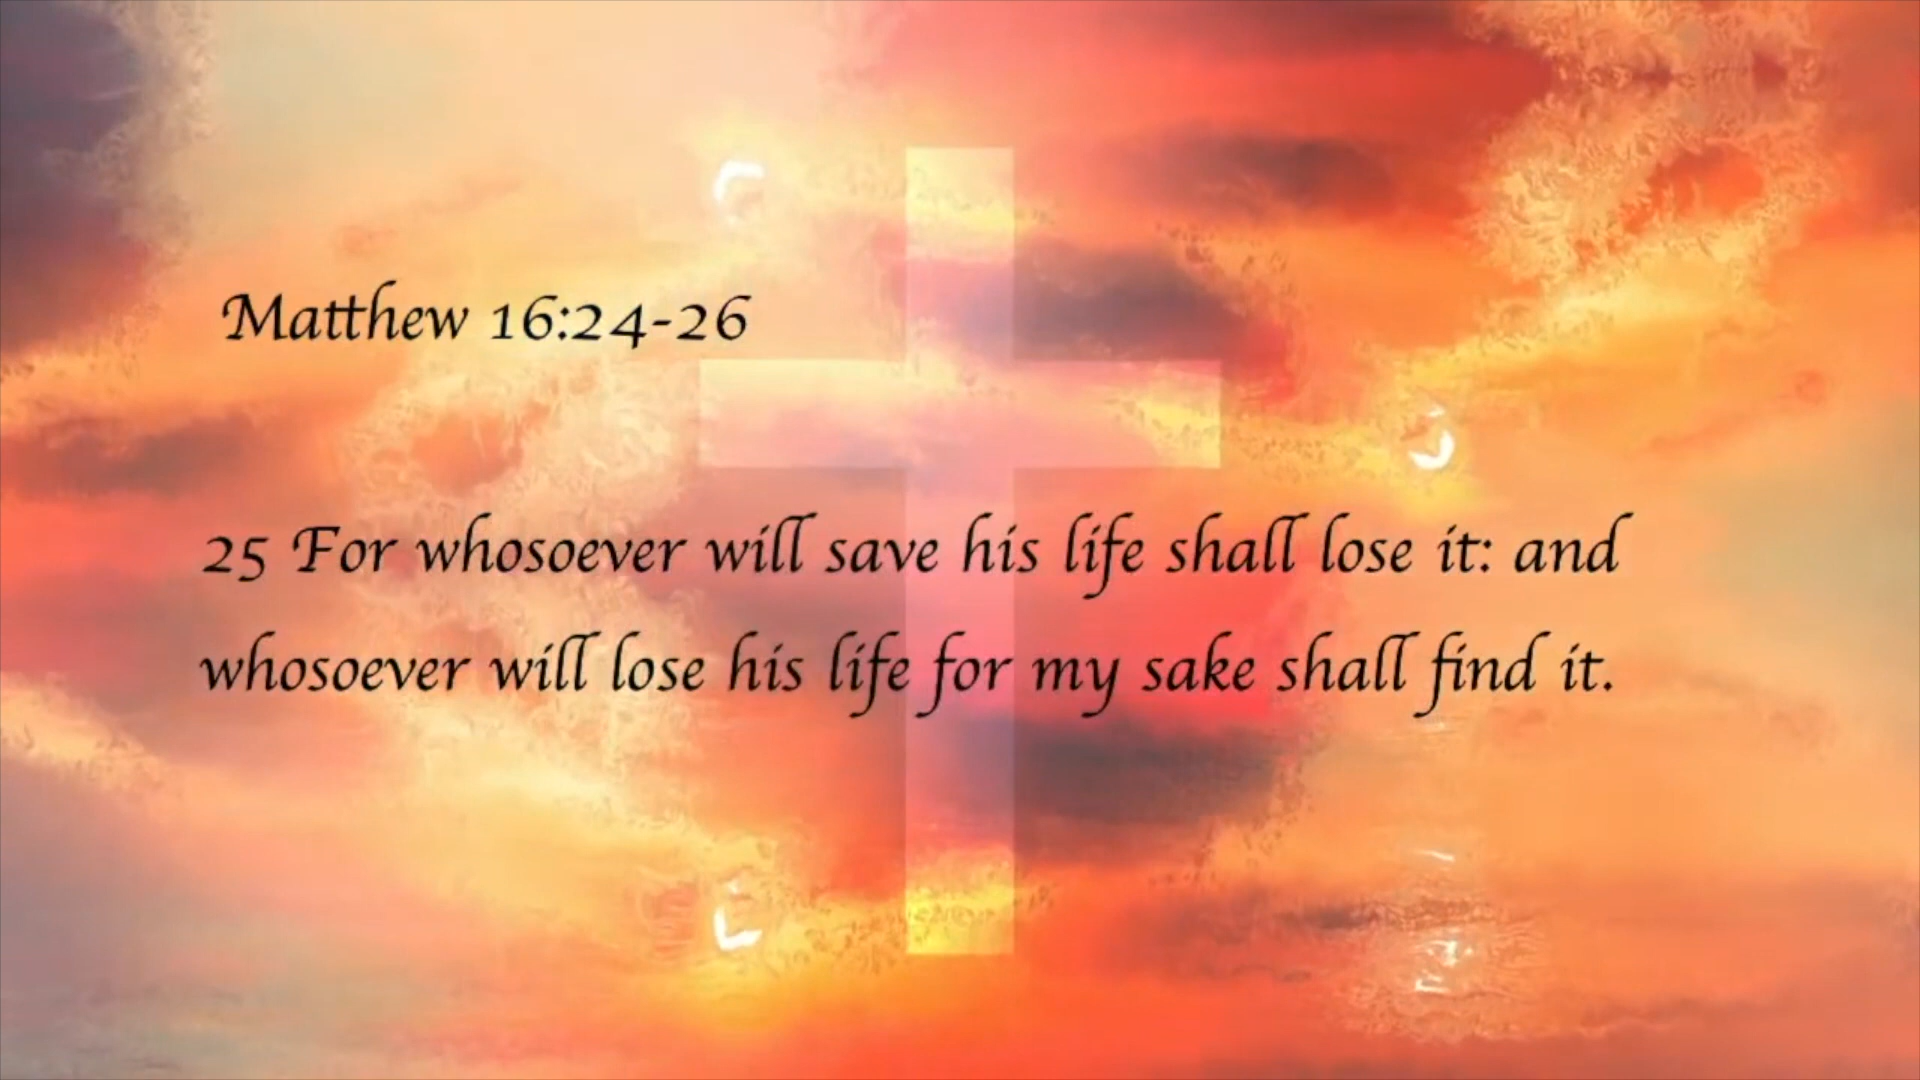 Matthew 16:24-26
25 For whosoever will save his life shall lose it: and
whosoever will lose his life for my sake shall find it.